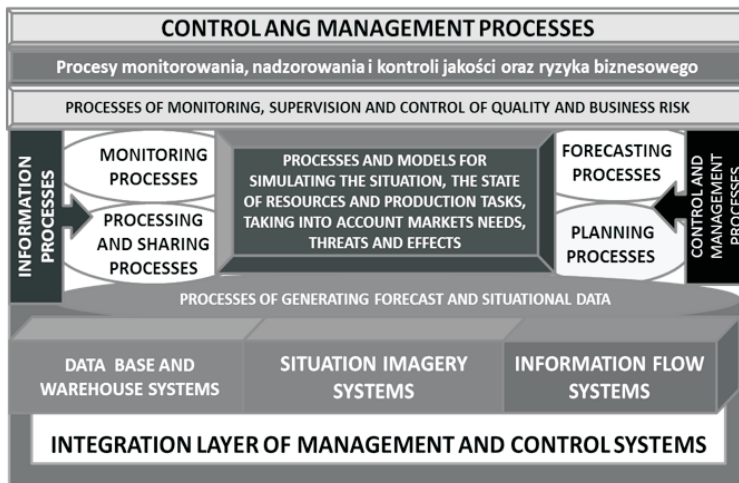 CONTROL ANG MANAGEMENT PROCESSES
Procesy monitorowania, nadzorowania i kontroli jakości oraz ryzyka biznesowego
PROCESSES OF MONITORING, SUPERVISION AND CONTROL OF QUALITY AND BUSINESS RISK
INFORMATION
PROCESSES
MONITORING
PROCESSES
PROCESSING
AND SHARING
PROCESSES
PROCESSES AND MODELS FOR
SIMULATING THE SITUATION, THE STATE
OF RESOURCES AND PRODUCTION TASKS,
TAKING INTO ACCOUNT MARKETS NEEDS,
THREATS AND EFFECTS
FORECASTING
PROCESSES
PLANNING
PROCESSES
CONTROL AND
MANAGEMENT
PROCESSES
PROCESSES OF GENERATING FORECAST AND SITUATIONAL DATA
DATA BASE AND
WAREHOUSE SYSTEMS
SITUATION IMAGERY
SYSTEMS
INFORMATION FLOW
SYSTEMS
INTEGRATION LAYER OF MANAGEMENT AND CONTROL SYSTEMS